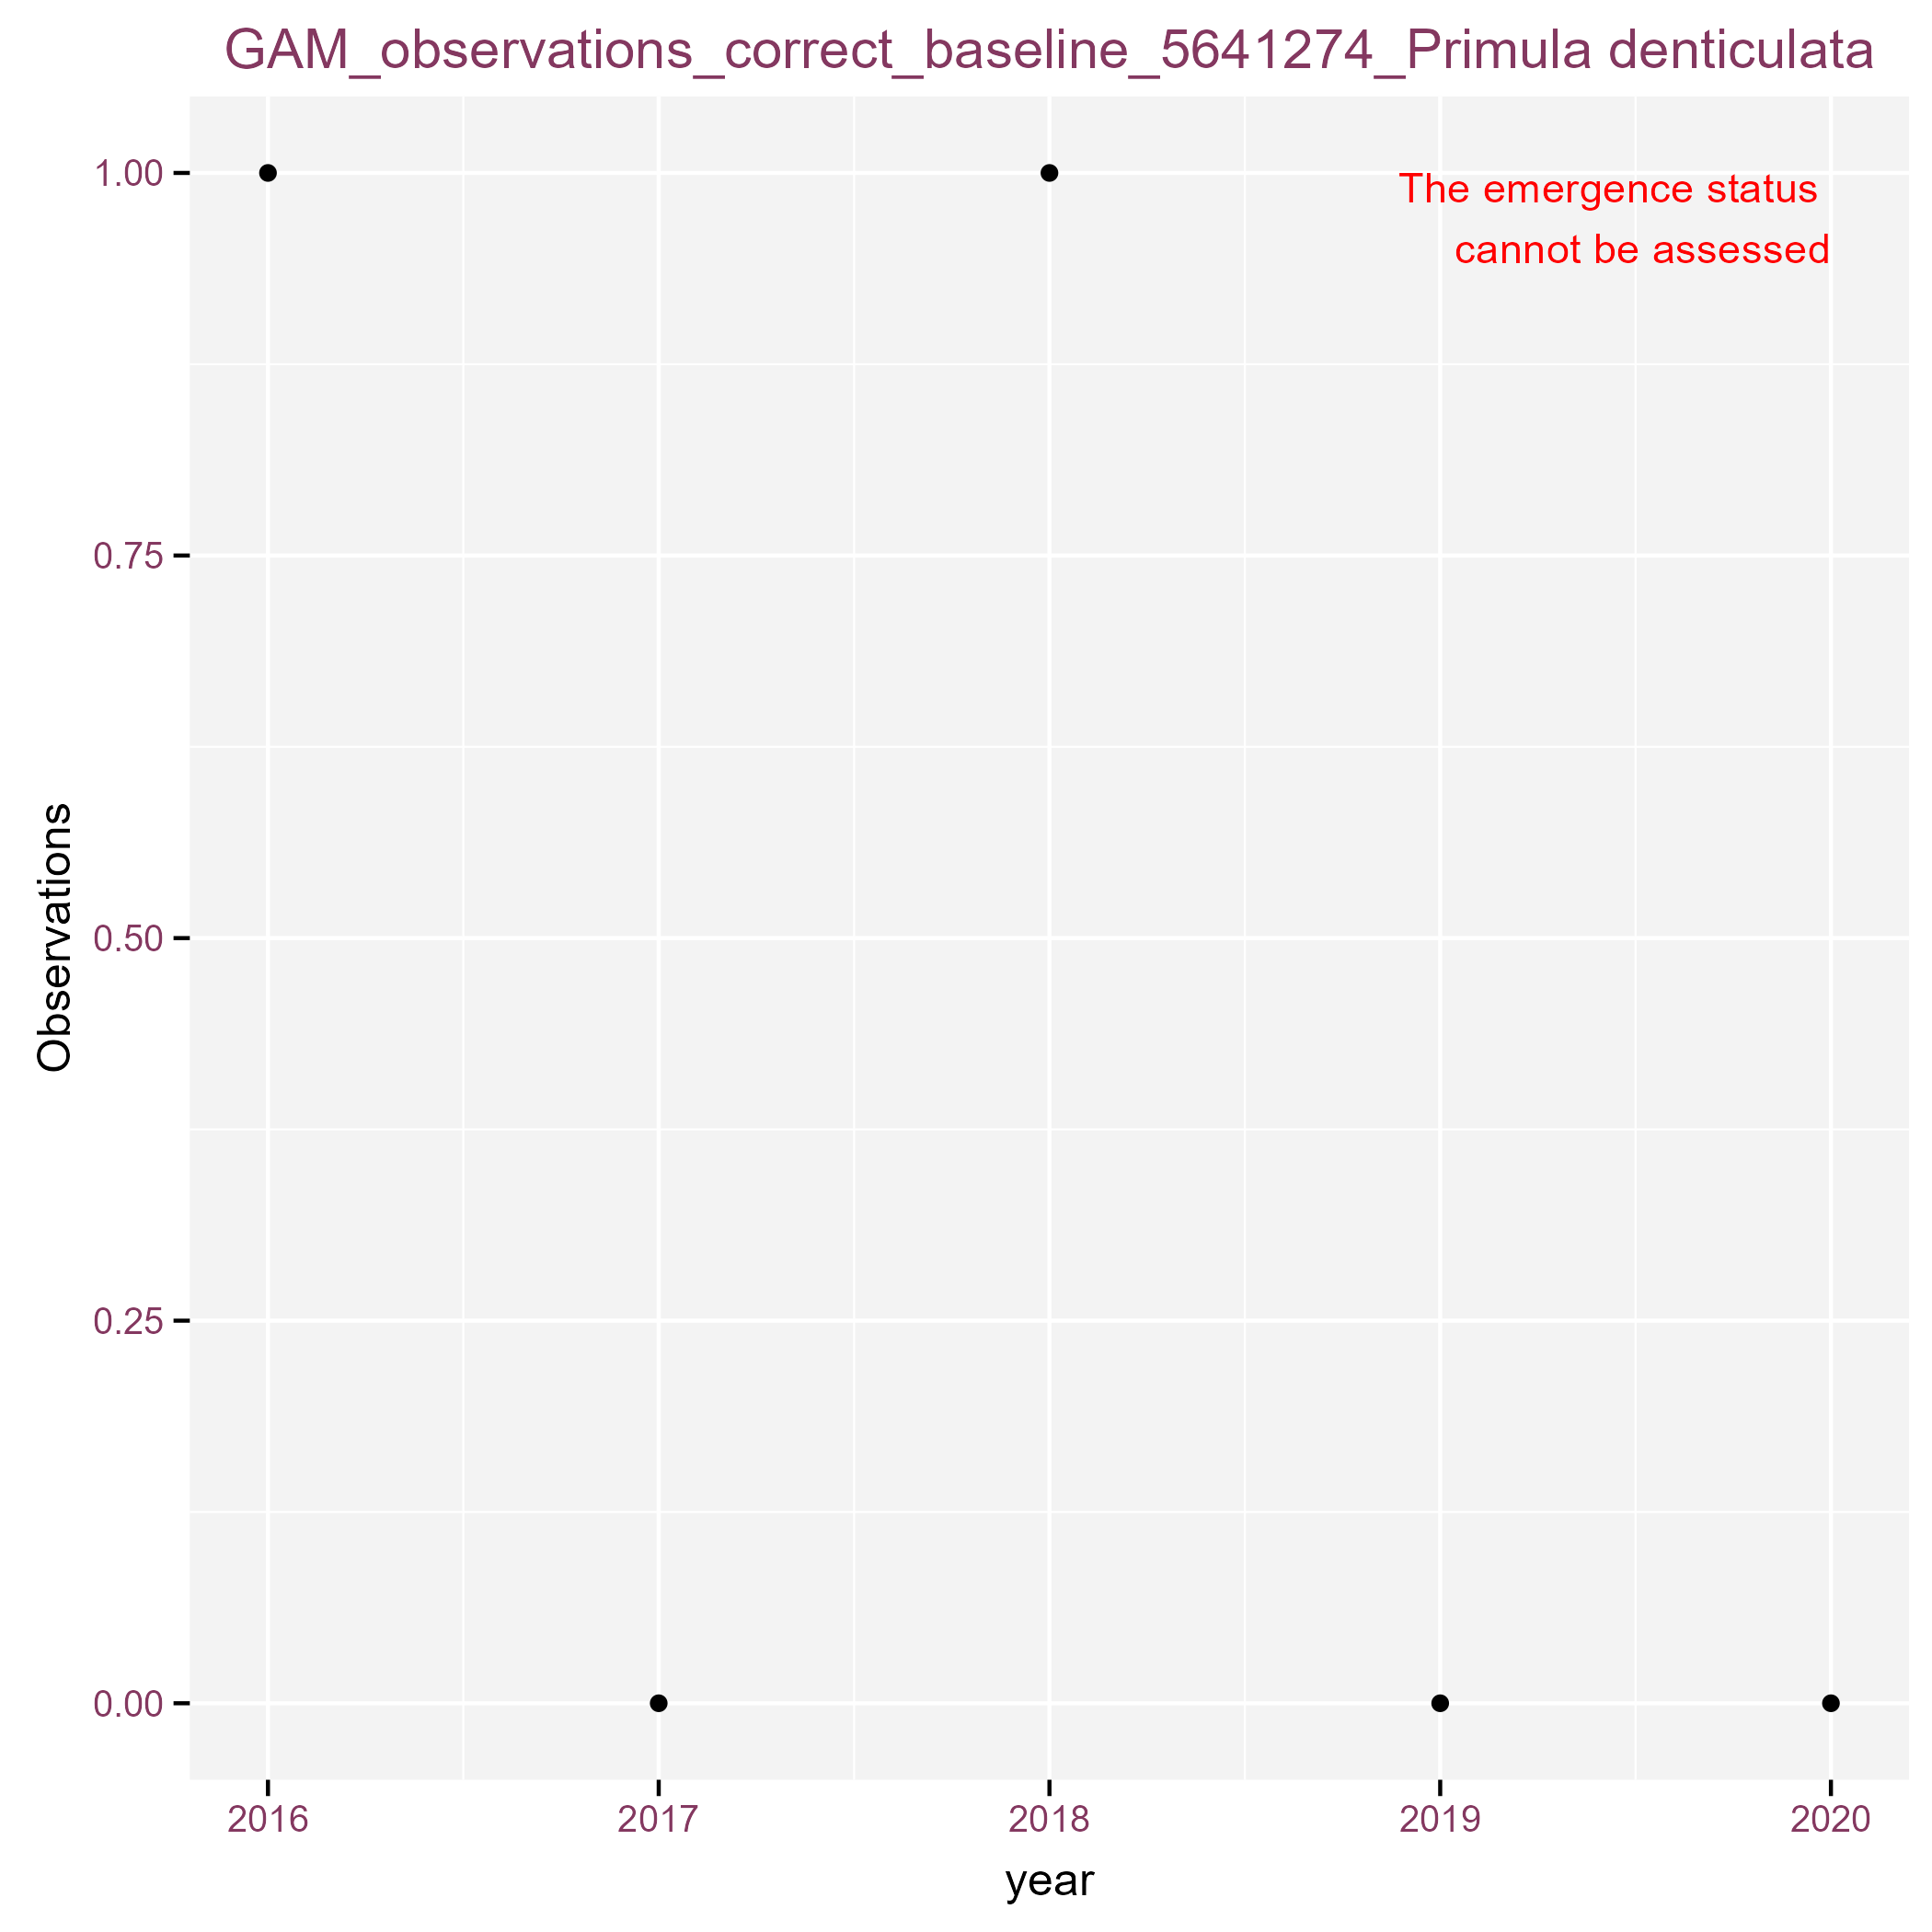 GAM_observations_correct_baseline_5641274_Primula denticulata
1.00
The emergence status
cannot be assessed
0.75
Observations
0.50
0.25
0.00
2016 2017 2018 2019 2020
year